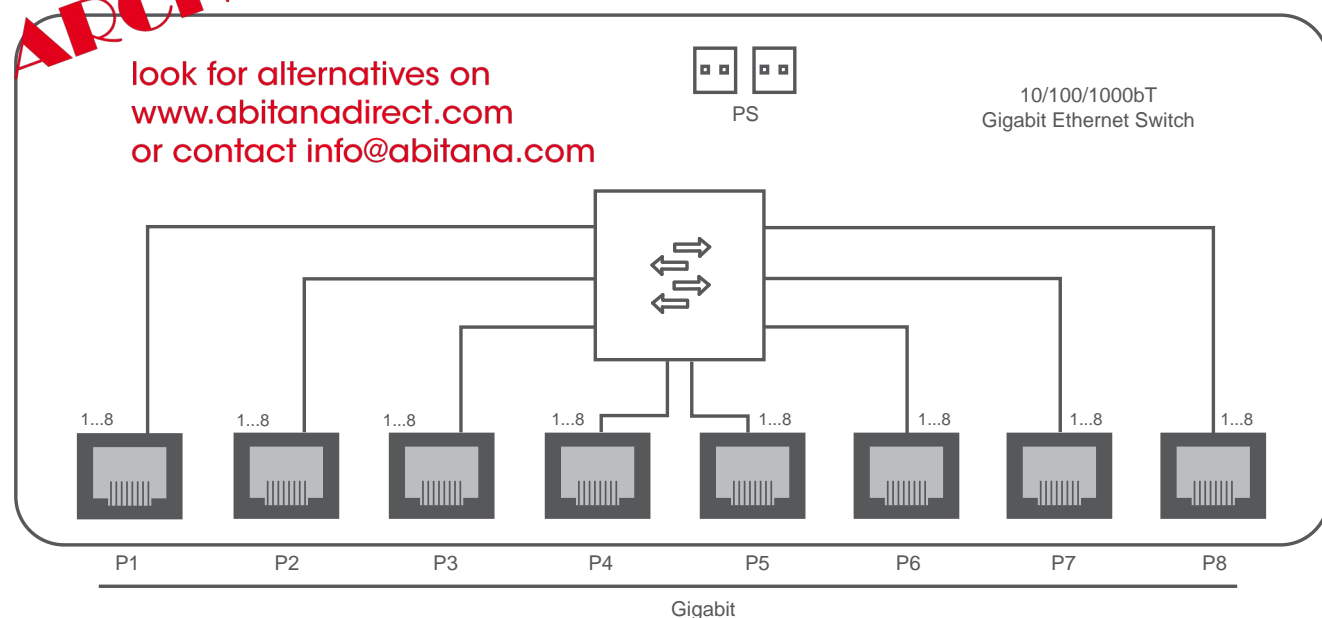 look for alternatives on
www.abitanadirect.com
or contact info@abitana.com
PS
10/100/1000bT
Gigabit Ethernet Switch
1...8 1...8 1...8 1...8 1...8 1...8 1...8 1...8
P1 P2 P3 P4 P5 P6 P7 P8
Gigabit